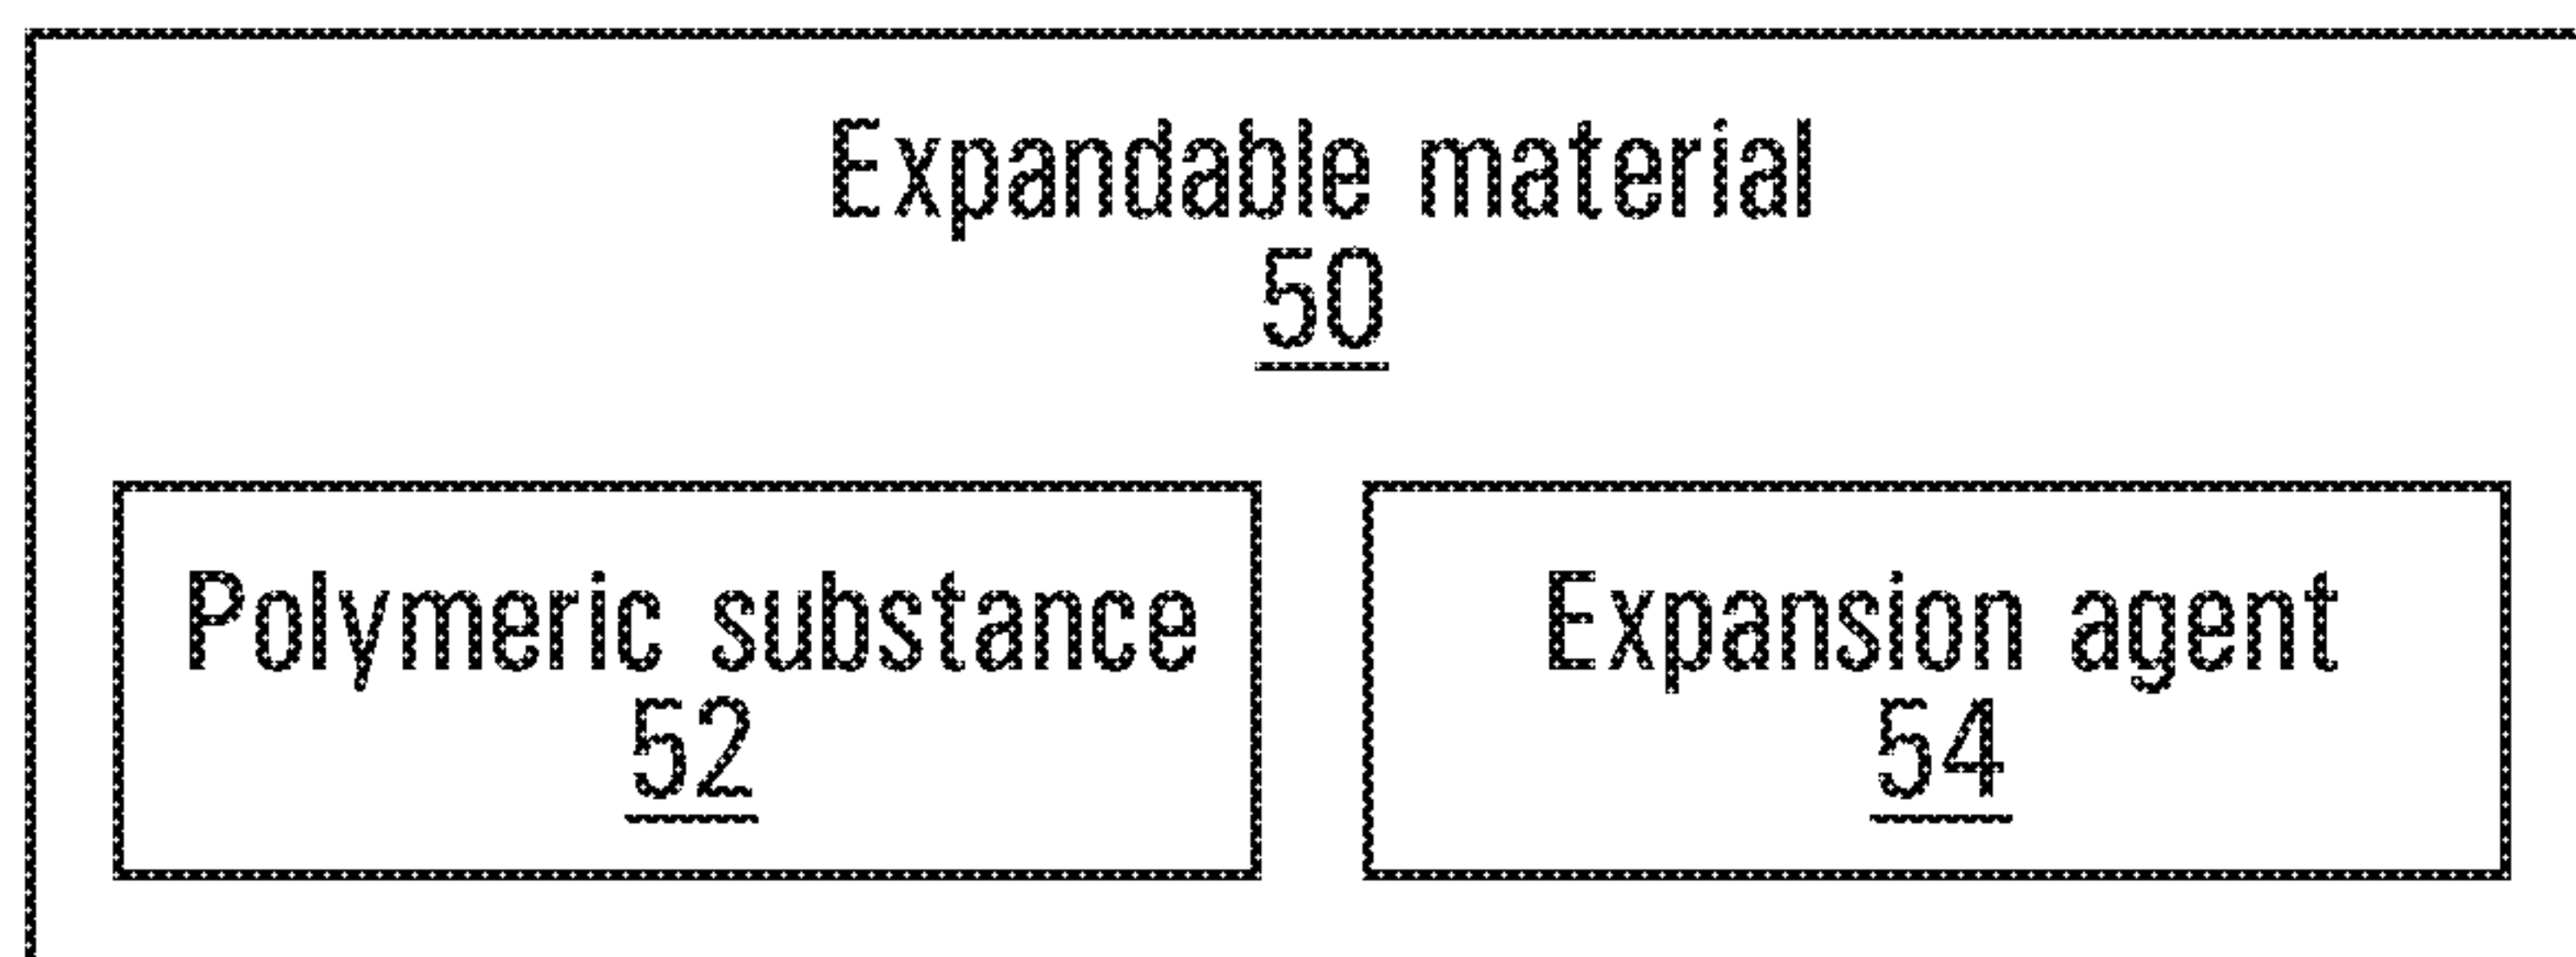 Expandable material
50
Polymeric substance
52
Expansion agent
54